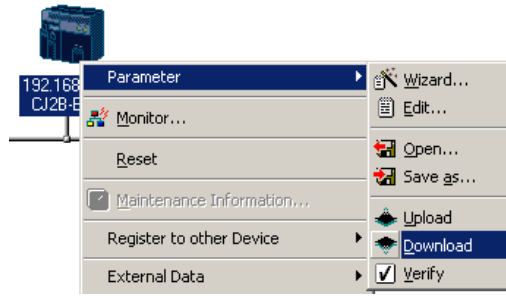 192.168
CJ2B-E
Parameter
Monitor...
Reset
Maintenance Information...
Register to other Device
External Data
Wizard...
Edit...
Open...
Save as...
Upload
Download
Verify